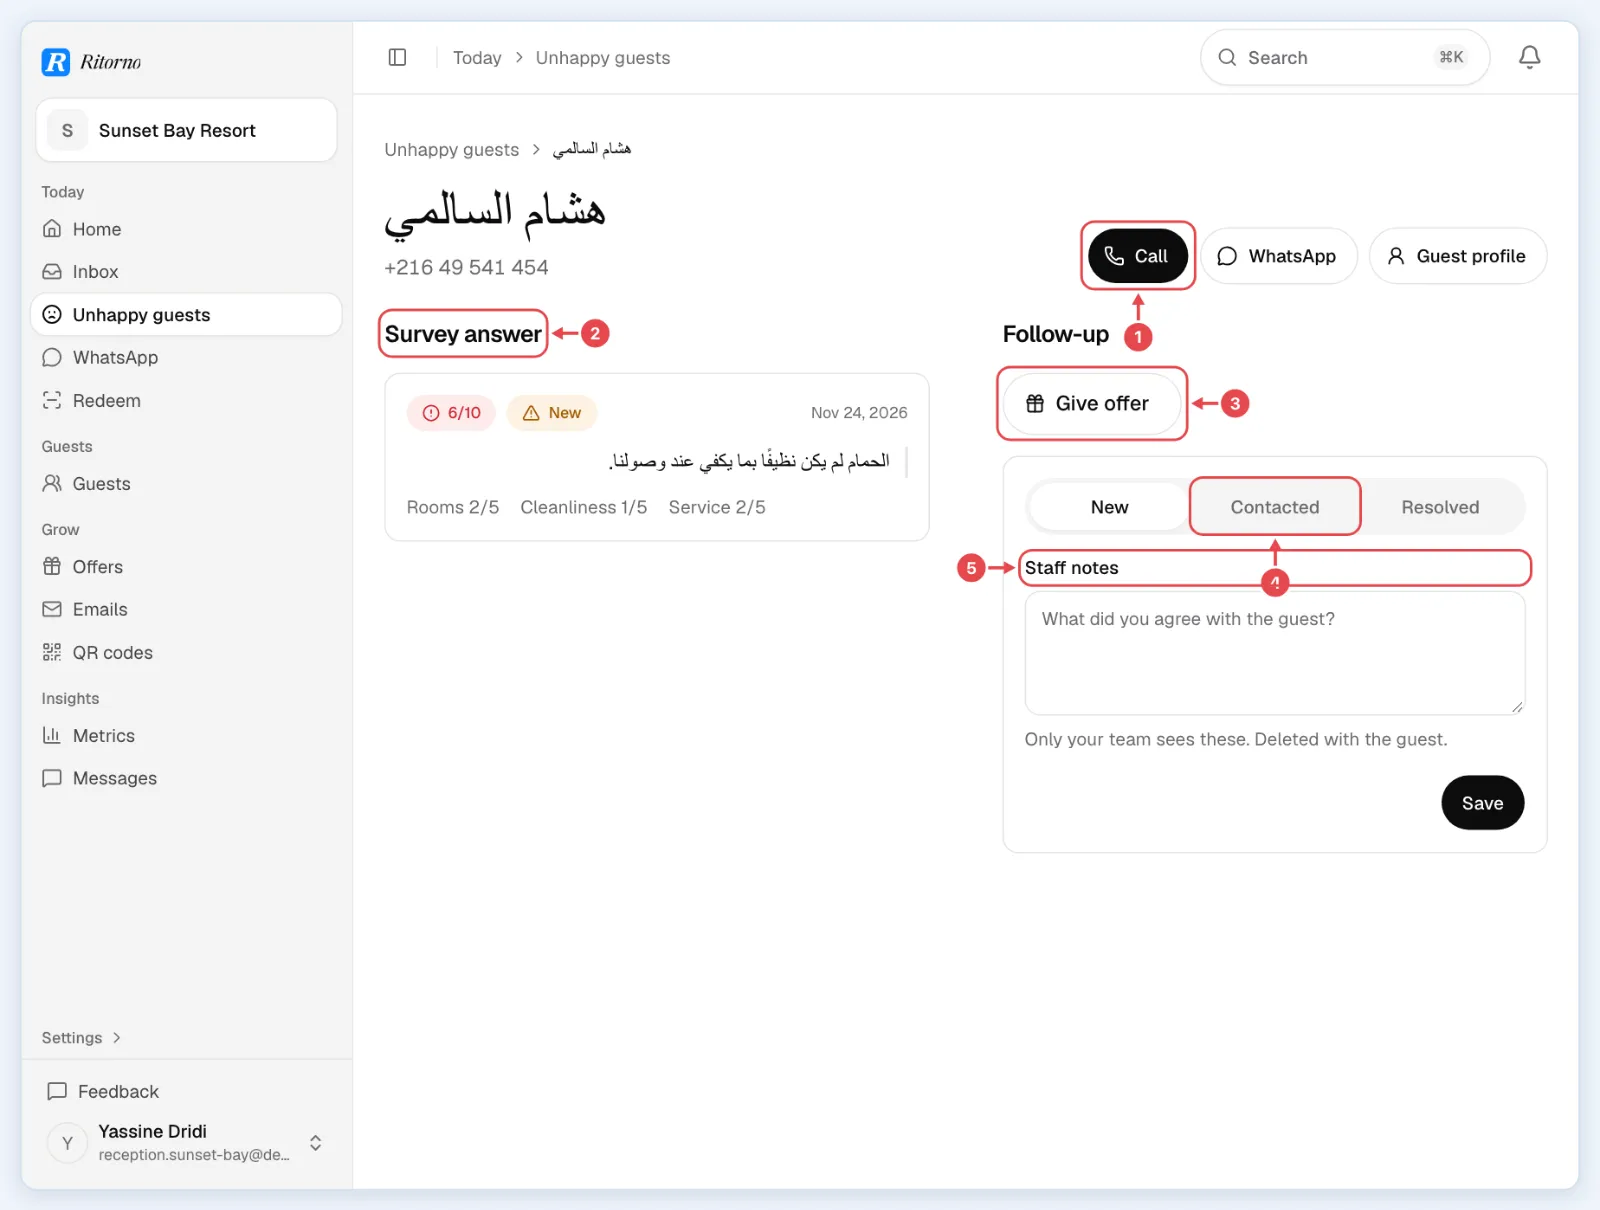 R Ritorno
S Sunset Bay Resort
Today
Home
Inbox
Unhappy guests
WhatsApp
Redeem
Guests
Guests
Grow
Offers
Emails
QR codes
Insights
Metrics
Messages
Settings
Feedback
Y
Yassine Dridi
reception.sunset-bay@de...
Today > Unhappy guests
Search ⌘K
Unhappy guests > هشام السالمي
هشام السالمي
+216 49 541 454
Call
WhatsApp
Guest profile
1
Survey answer
2
6/10
New
Nov 24, 2026
الحمام لم يكن نظيفًا بما يكفي عند وصولنا.
Rooms 2/5 Cleanliness 1/5 Service 2/5
Follow-up
Give offer
3
New
Contacted
Resolved
4
5
Staff notes
What did you agree with the guest?
Only your team sees these. Deleted with the guest.
Save